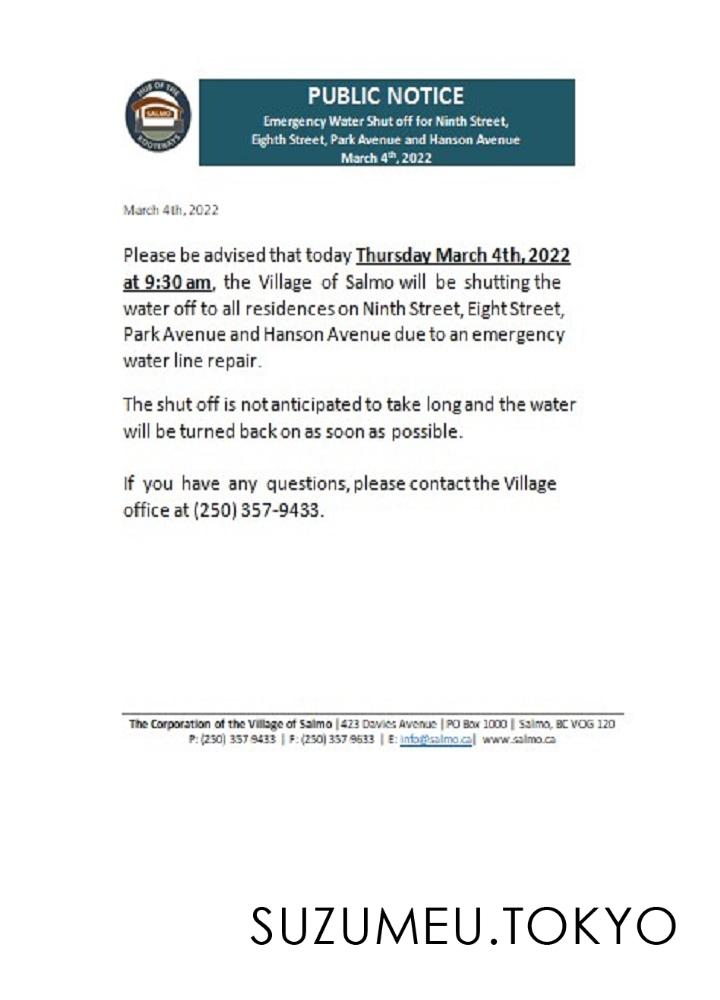 HUB OF THE
SALMO
FOOTEWAYS
PUBLIC NOTICE
Emergency Water Shut off for Ninth Street,
Eighth Street, Park Avenue and Hanson Avenue
March 4th, 2022
March 4th, 2022
Please be advised that today Thursday March 4th, 2022
at 9:30 am, the Village of Salmo will be shutting the
water off to all residences on Ninth Street, Eight Street,
Park Avenue and Hanson Avenue due to an emergency
water line repair.
The shut off is not anticipated to take long and the water
will be turned back on as soon as possible.
If you have any questions, please contact the Village
office at (250) 357-9433.
The Corporation of the Village of Salmo | 423 Davies Avenue | PO Box 1000 | Salmo, BC VOG 1Z0
P: (250) 357 9433 | F: (250) 357 9633 | E: info@salmo.ca| www.salmo.ca
SUZUMEU.TOKYO